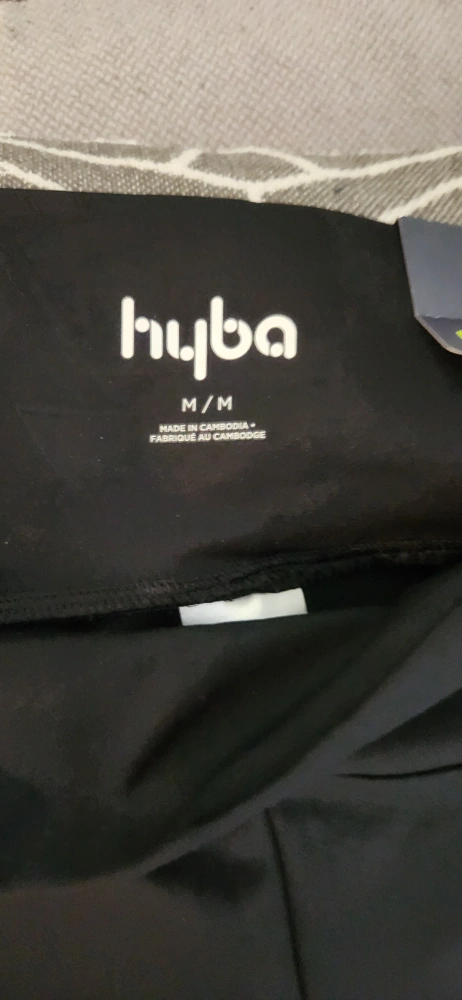 hyba
M / M
MADE IN CAMBODIA •
FABRIQUÉ AU CAMBODGE